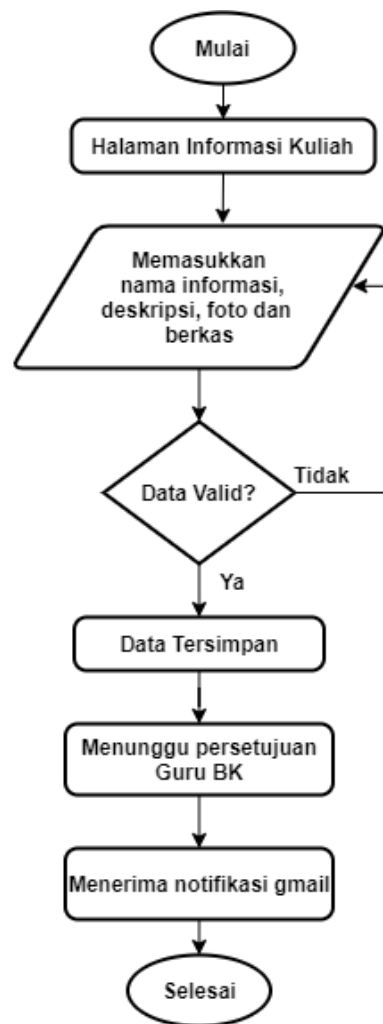 Mulai
Halaman Informasi Kuliah
Memasukkan
nama informasi,
deskripsi, foto dan
berkas
Data Valid?
Tidak
Ya
Data Tersimpan
Menunggu persetujuan
Guru BK
Menerima notifikasi gmail
Selesai